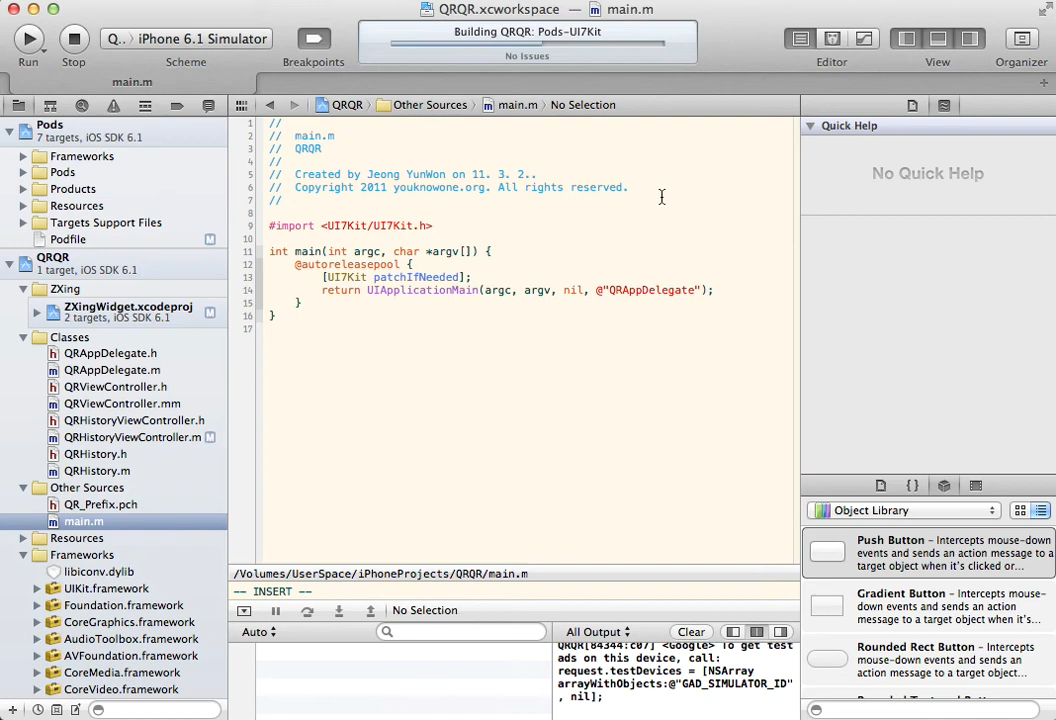 QRQR.xcworkspace — main.m
Run
Stop
Q.. iPhone 6.1 Simulator
Scheme
Breakpoints
Building QRQR: Pods-UI7Kit
No Issues
Editor
View
Organizer
main.m
QRQR Other Sources main.m No Selection
Pods
7 targets, iOS SDK 6.1
Frameworks
Pods
Products
Resources
Targets Support Files
Podfile M
QRQR
1 target, iOS SDK 6.1
ZXing
ZXingWidget.xcodeproj M
2 targets, iOS SDK 6.1
Classes
QRAppDelegate.h
QRAppDelegate.m
QRViewController.h
QRViewController.mm
QRHistoryViewController.h
QRHistoryViewController.m M
QRHistory.h
QRHistory.m
Other Sources
QR_Prefix.pch
main.m
Resources
Frameworks
libiconv.dylib
UIKit.framework
Foundation.framework
CoreGraphics.framework
AudioToolbox.framework
AVFoundation.framework
CoreMedia.framework
CoreVideo.framework
1 //
2 //  main.m
3 //  QRQR
4 //
5 //  Created by Jeong YunWon on 11. 3. 2..
6 //  Copyright 2011 youknowone.org. All rights reserved.
7 //
8
9 #import <UI7Kit/UI7Kit.h>
10
11 int main(int argc, char *argv[]) {
12     @autoreleasepool {
13         [UI7Kit patchIfNeeded];
14         return UIApplicationMain(argc, argv, nil, @"QRAppDelegate");
15     }
16 }
17
/Volumes/UserSpace/iPhoneProjects/QRQR/main.m
-- INSERT --
No Selection
Auto
All Output
Clear
QRQR[84344:c07] <Google> To get test
ads on this device, call:
request.testDevices = [NSArray
arrayWithObjects:@"GAD_SIMULATOR_ID"
, nil];
Quick Help
No Quick Help
{}
Object Library
Push Button – Intercepts mouse-down
events and sends an action message to a
target object when it's clicked or...
Gradient Button – Intercepts mouse-
down events and sends an action
message to a target object when it's...
Rounded Rect Button – Intercepts
mouse-down events and sends an
action message to a target object...